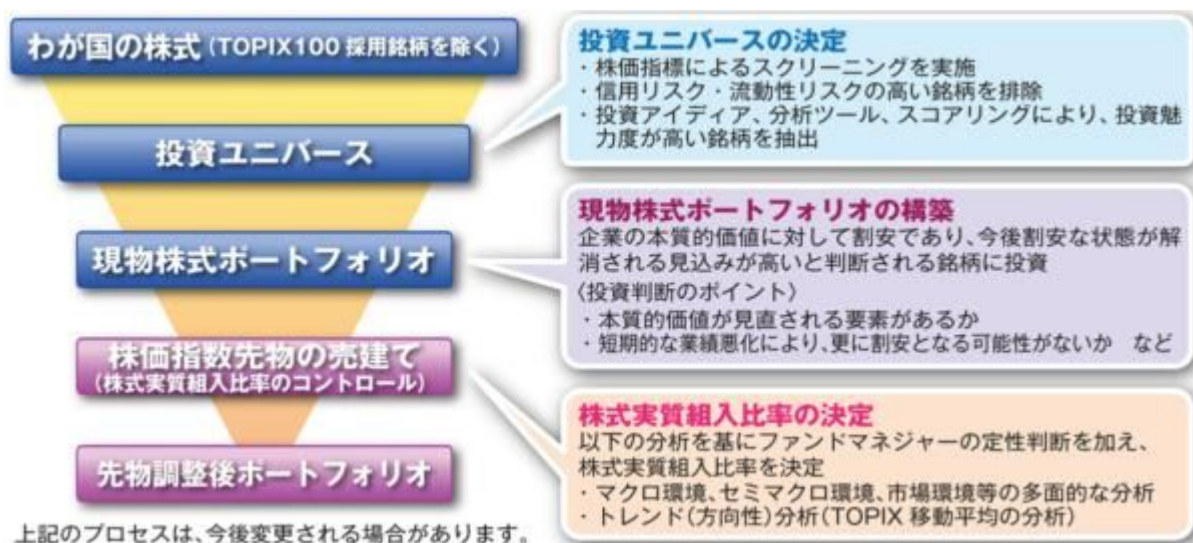 わが国の株式(TOPIX100 採用銘柄を除く)
投資ユニバース
現物株式ポートフォリオ
株価指数先物の売建て
(株式実質組入比率のコントロール)
先物調整後ポートフォリオ
上記のプロセスは、今後変更される場合があります。
投資ユニバースの決定
・株価指標によるスクリーニングを実施
・信用リスク・流動性リスクの高い銘柄を排除
・投資アイディア、分析ツール、スコアリングにより、投資魅
力度が高い銘柄を抽出
現物株式ポートフォリオの構築
企業の本質的価値に対して割安であり、今後割安な状態が解
消される見込みが高いと判断される銘柄に投資
〈投資判断のポイント〉
・本質的価値が見直される要素があるか
・短期的な業績悪化により、更に割安となる可能性がないか など
株式実質組入比率の決定
以下の分析を基にファンドマネジャーの定性判断を加え、
株式実質組入比率を決定
・マクロ環境、セミマクロ環境、市場環境等の多面的な分析
・トレンド(方向性)分析(TOPIX 移動平均の分析)